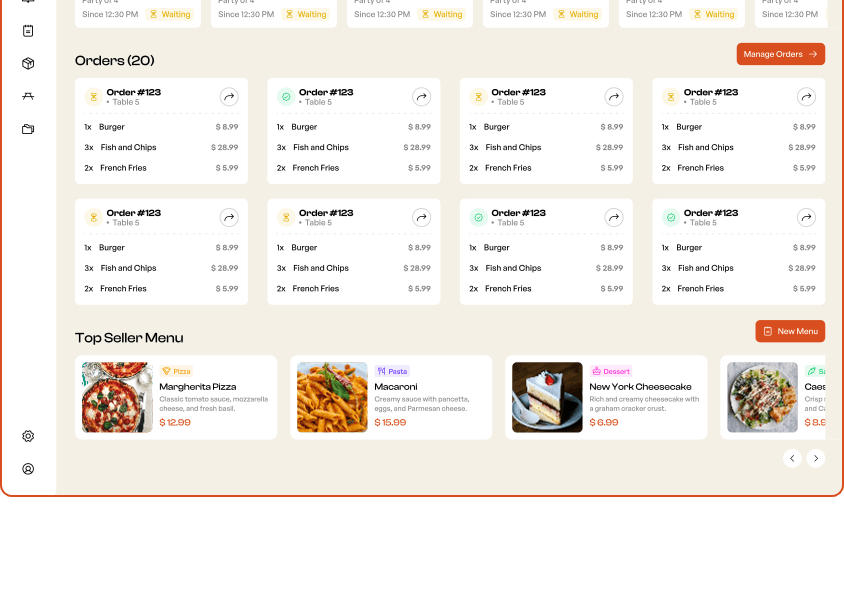 Party of 4 Party of 4 Party of 4 Party of 4 Party of 4 Party of 4
Since 12:30 PM Waiting Since 12:30 PM Waiting Since 12:30 PM Waiting Since 12:30 PM Waiting Since 12:30 PM Waiting Since 12:30 PM
Orders (20) Manage Orders
Order #123 Order #123 Order #123 Order #123
• Table 5 • Table 5 • Table 5 • Table 5
1x Burger $ 8.99 1x Burger $ 8.99 1x Burger $ 8.99 1x Burger $ 8.99
3x Fish and Chips $ 28.99 3x Fish and Chips $ 28.99 3x Fish and Chips $ 28.99 3x Fish and Chips $ 28.99
2x French Fries $ 5.99 2x French Fries $ 5.99 2x French Fries $ 5.99 2x French Fries $ 5.99
Order #123 Order #123 Order #123 Order #123
• Table 5 • Table 5 • Table 5 • Table 5
1x Burger $ 8.99 1x Burger $ 8.99 1x Burger $ 8.99 1x Burger $ 8.99
3x Fish and Chips $ 28.99 3x Fish and Chips $ 28.99 3x Fish and Chips $ 28.99 3x Fish and Chips $ 28.99
2x French Fries $ 5.99 2x French Fries $ 5.99 2x French Fries $ 5.99 2x French Fries $ 5.99
Top Seller Menu New Menu
Pizza
Margherita Pizza
Classic tomato sauce, mozzarella
cheese, and fresh basil.
$ 12.99
Pasta
Macaroni
Creamy sauce with pancetta,
eggs, and Parmesan cheese.
$ 15.99
Dessert
New York Cheesecake
Rich and creamy cheesecake with
a graham cracker crust.
$ 6.99
Caes
Crisp
and Ca
$ 8.9